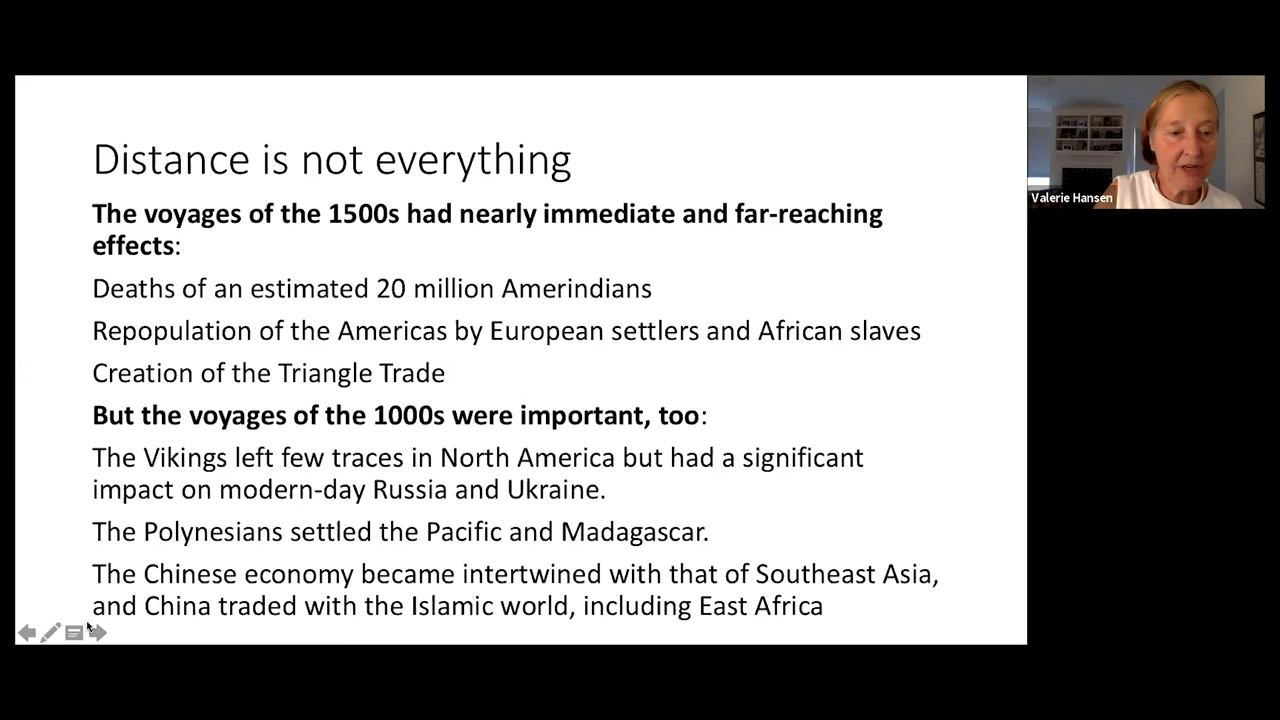 Distance is not everything
The voyages of the 1500s had nearly immediate and far-reaching
effects:
Deaths of an estimated 20 million Amerindians
Repopulation of the Americas by European settlers and African slaves
Creation of the Triangle Trade
But the voyages of the 1000s were important, too:
The Vikings left few traces in North America but had a significant
impact on modern-day Russia and Ukraine.
The Polynesians settled the Pacific and Madagascar.
The Chinese economy became intertwined with that of Southeast Asia,
and China traded with the Islamic world, including East Africa
Valerie Hansen